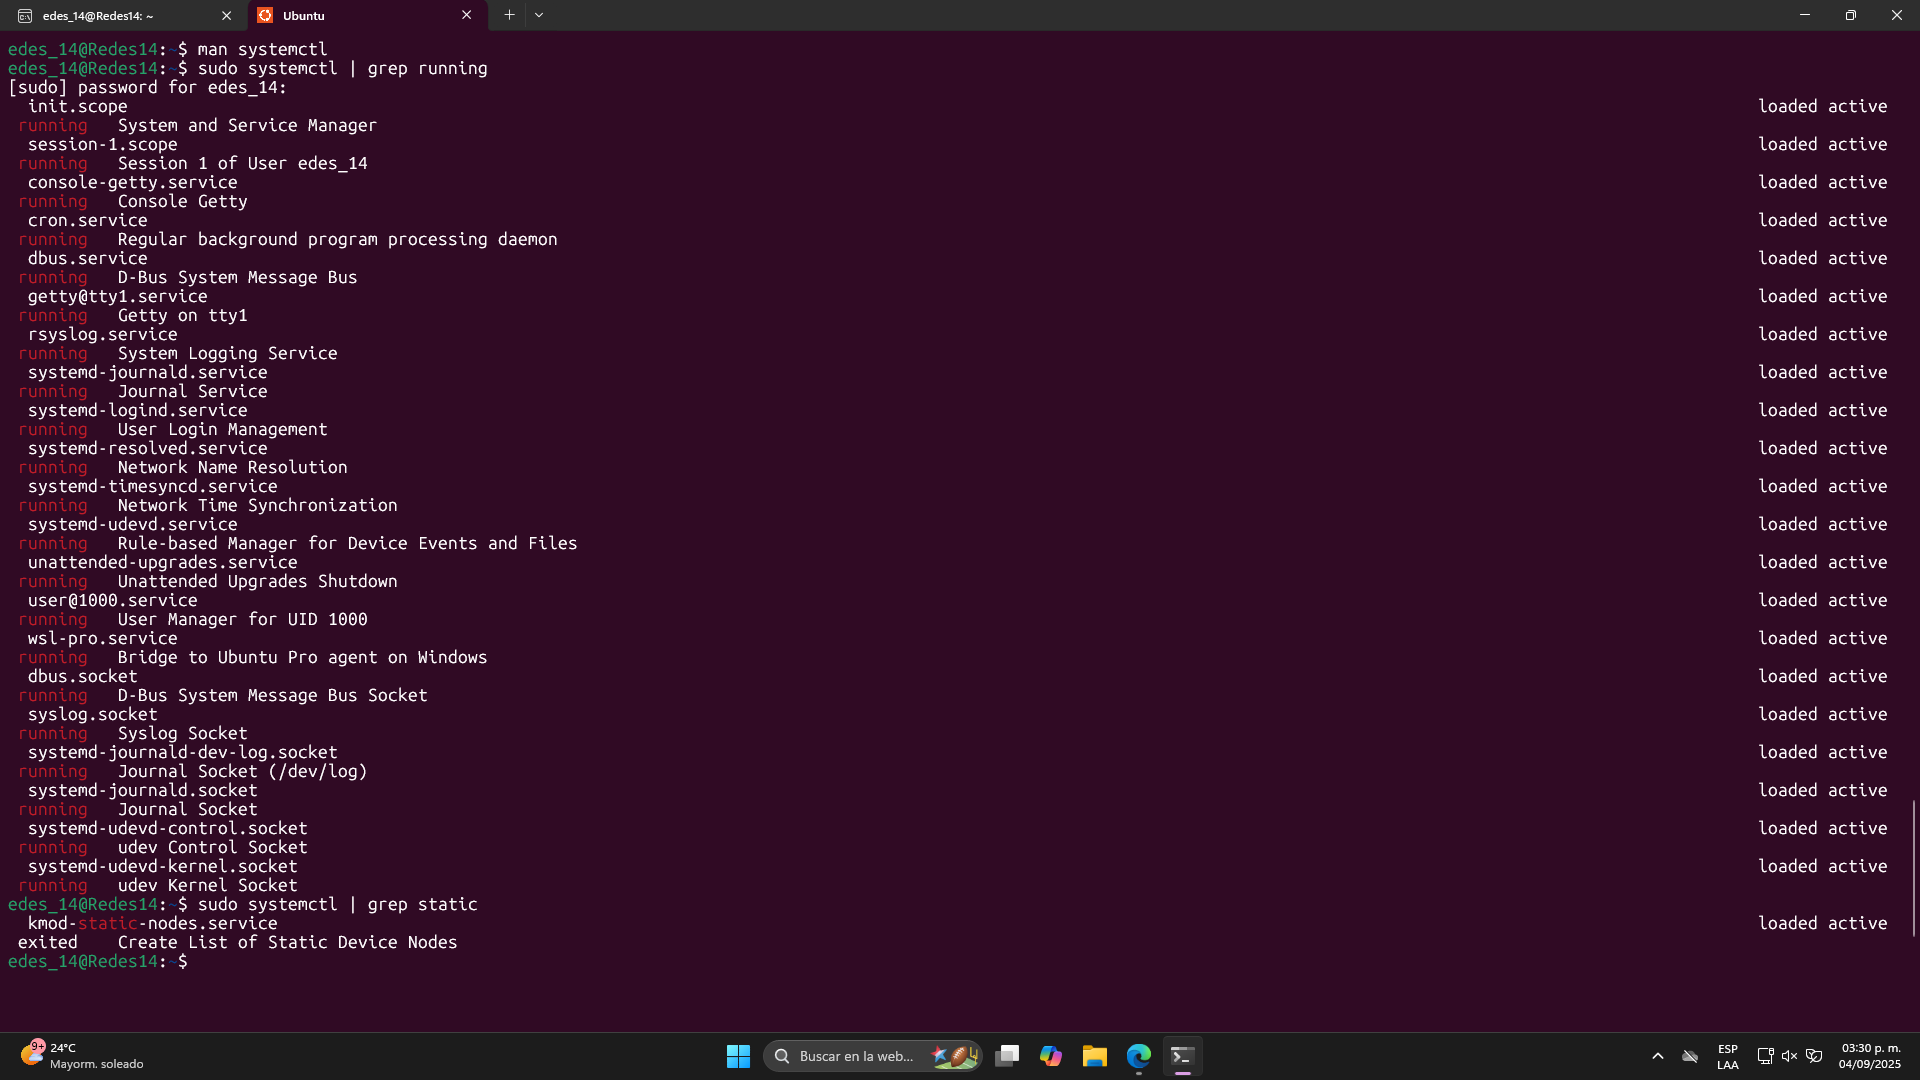 edes_14@Redes14: ~
Ubuntu
edes_14@Redes14:~$ man systemctl
edes_14@Redes14:~$ sudo systemctl | grep running
[sudo] password for edes_14:
init.scope loaded active
running System and Service Manager
session-1.scope loaded active
running Session 1 of User edes_14
console-getty.service loaded active
running Console Getty
cron.service loaded active
running Regular background program processing daemon
dbus.service loaded active
running D-Bus System Message Bus
getty@tty1.service loaded active
running Getty on tty1
rsyslog.service loaded active
running System Logging Service
systemd-journald.service loaded active
running Journal Service
systemd-logind.service loaded active
running User Login Management
systemd-resolved.service loaded active
running Network Name Resolution
systemd-timesyncd.service loaded active
running Network Time Synchronization
systemd-udevd.service loaded active
running Rule-based Manager for Device Events and Files
unattended-upgrades.service loaded active
running Unattended Upgrades Shutdown
user@1000.service loaded active
running User Manager for UID 1000
wsl-pro.service loaded active
running Bridge to Ubuntu Pro agent on Windows
dbus.socket loaded active
running D-Bus System Message Bus Socket
syslog.socket loaded active
running Syslog Socket
systemd-journald-dev-log.socket loaded active
running Journal Socket (/dev/log)
systemd-journald.socket loaded active
running Journal Socket
systemd-udevd-control.socket loaded active
running udev Control Socket
systemd-udevd-kernel.socket loaded active
running udev Kernel Socket
edes_14@Redes14:~$ sudo systemctl | grep static
kmod-static-nodes.service loaded active
exited Create List of Static Device Nodes
edes_14@Redes14:~$
9+
24°C
Mayorm. soleado
Buscar en la web...
ESP
LAA
03:30 p. m.
04/09/2025